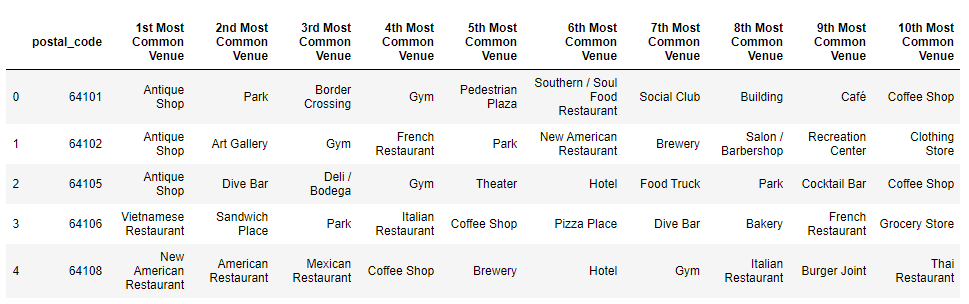 postal_code 1st Most Common Venue 2nd Most Common Venue 3rd Most Common Venue 4th Most Common Venue 5th Most Common Venue 6th Most Common Venue 7th Most Common Venue 8th Most Common Venue 9th Most Common Venue 10th Most Common Venue
0 64101 Antique Shop Park Border Crossing Gym Pedestrian Plaza Southern / Soul Food Restaurant Social Club Building Café Coffee Shop
1 64102 Antique Shop Art Gallery Gym French Restaurant Park New American Restaurant Brewery Salon / Barbershop Recreation Center Clothing Store
2 64105 Antique Shop Dive Bar Deli / Bodega Gym Theater Hotel Food Truck Park Cocktail Bar Coffee Shop
3 64106 Vietnamese Restaurant Sandwich Place Park Italian Restaurant Coffee Shop Pizza Place Dive Bar Bakery French Restaurant Grocery Store
4 64108 New American Restaurant American Restaurant Mexican Restaurant Coffee Shop Brewery Hotel Gym Italian Restaurant Burger Joint Thai Restaurant